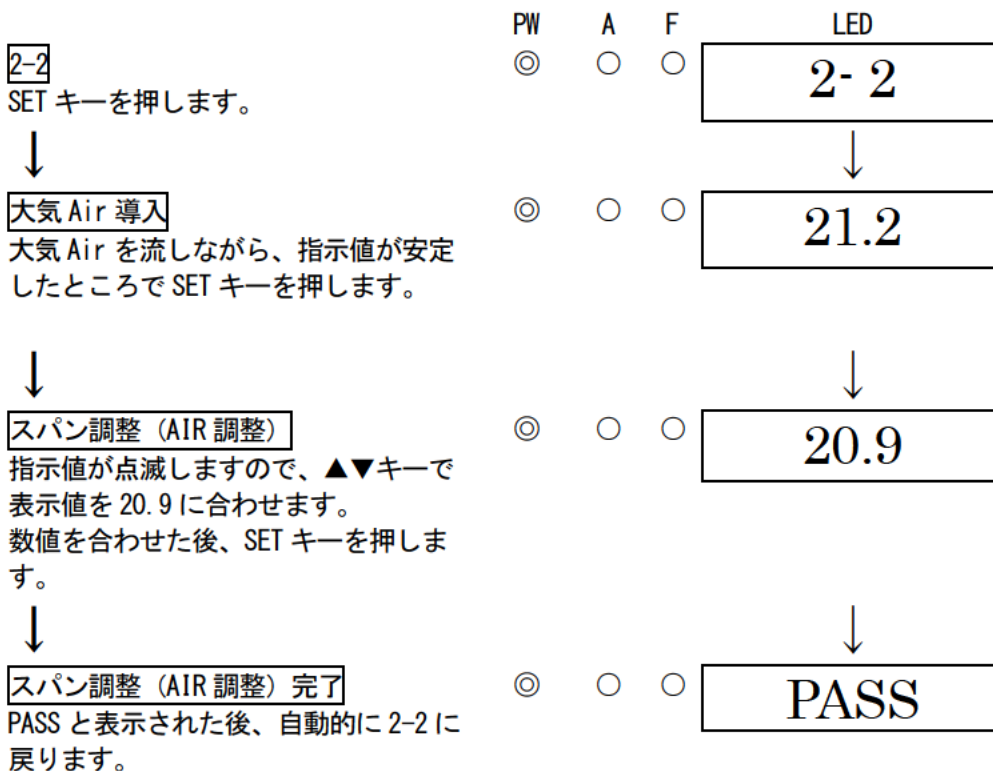 PW A F LED
2-2 ◎ ○ ○ 2- 2
SET キーを押します。
↓ ↓
大気 Air 導入 ◎ ○ ○ 21.2
大気 Air を流しながら、指示値が安定
したところで SET キーを押します。
↓ ↓
スパン調整（AIR 調整） ◎ ○ ○ 20.9
指示値が点滅しますので、▲▼キーで
表示値を 20.9 に合わせます。
数値を合わせた後、SET キーを押しま
す。
↓ ↓
スパン調整（AIR 調整）完了 ◎ ○ ○ PASS
PASS と表示された後、自動的に 2-2 に
戻ります。